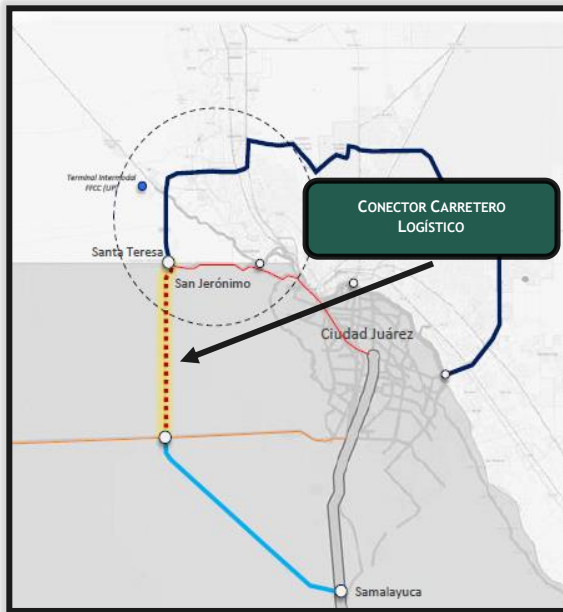 Terminal Intermodal
FFCC (UP)
CONECTOR CARRETERO
LOGÍSTICO
Santa Teresa
San Jerónimo
Ciudad Juárez
Samalayuca